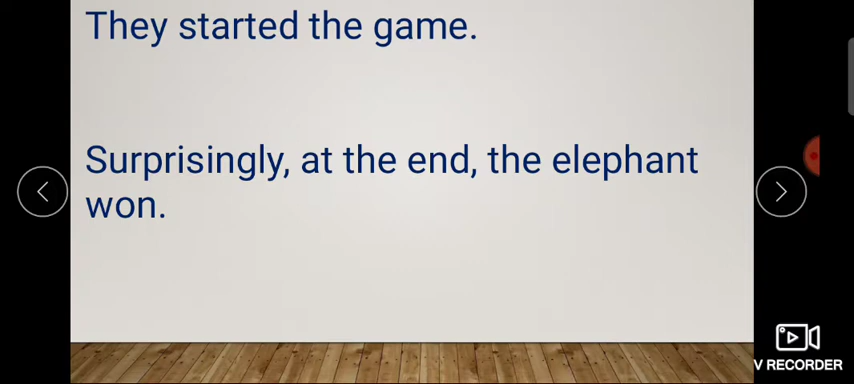 They started the game.
Surprisingly, at the end, the elephant
won.
V RECORDER